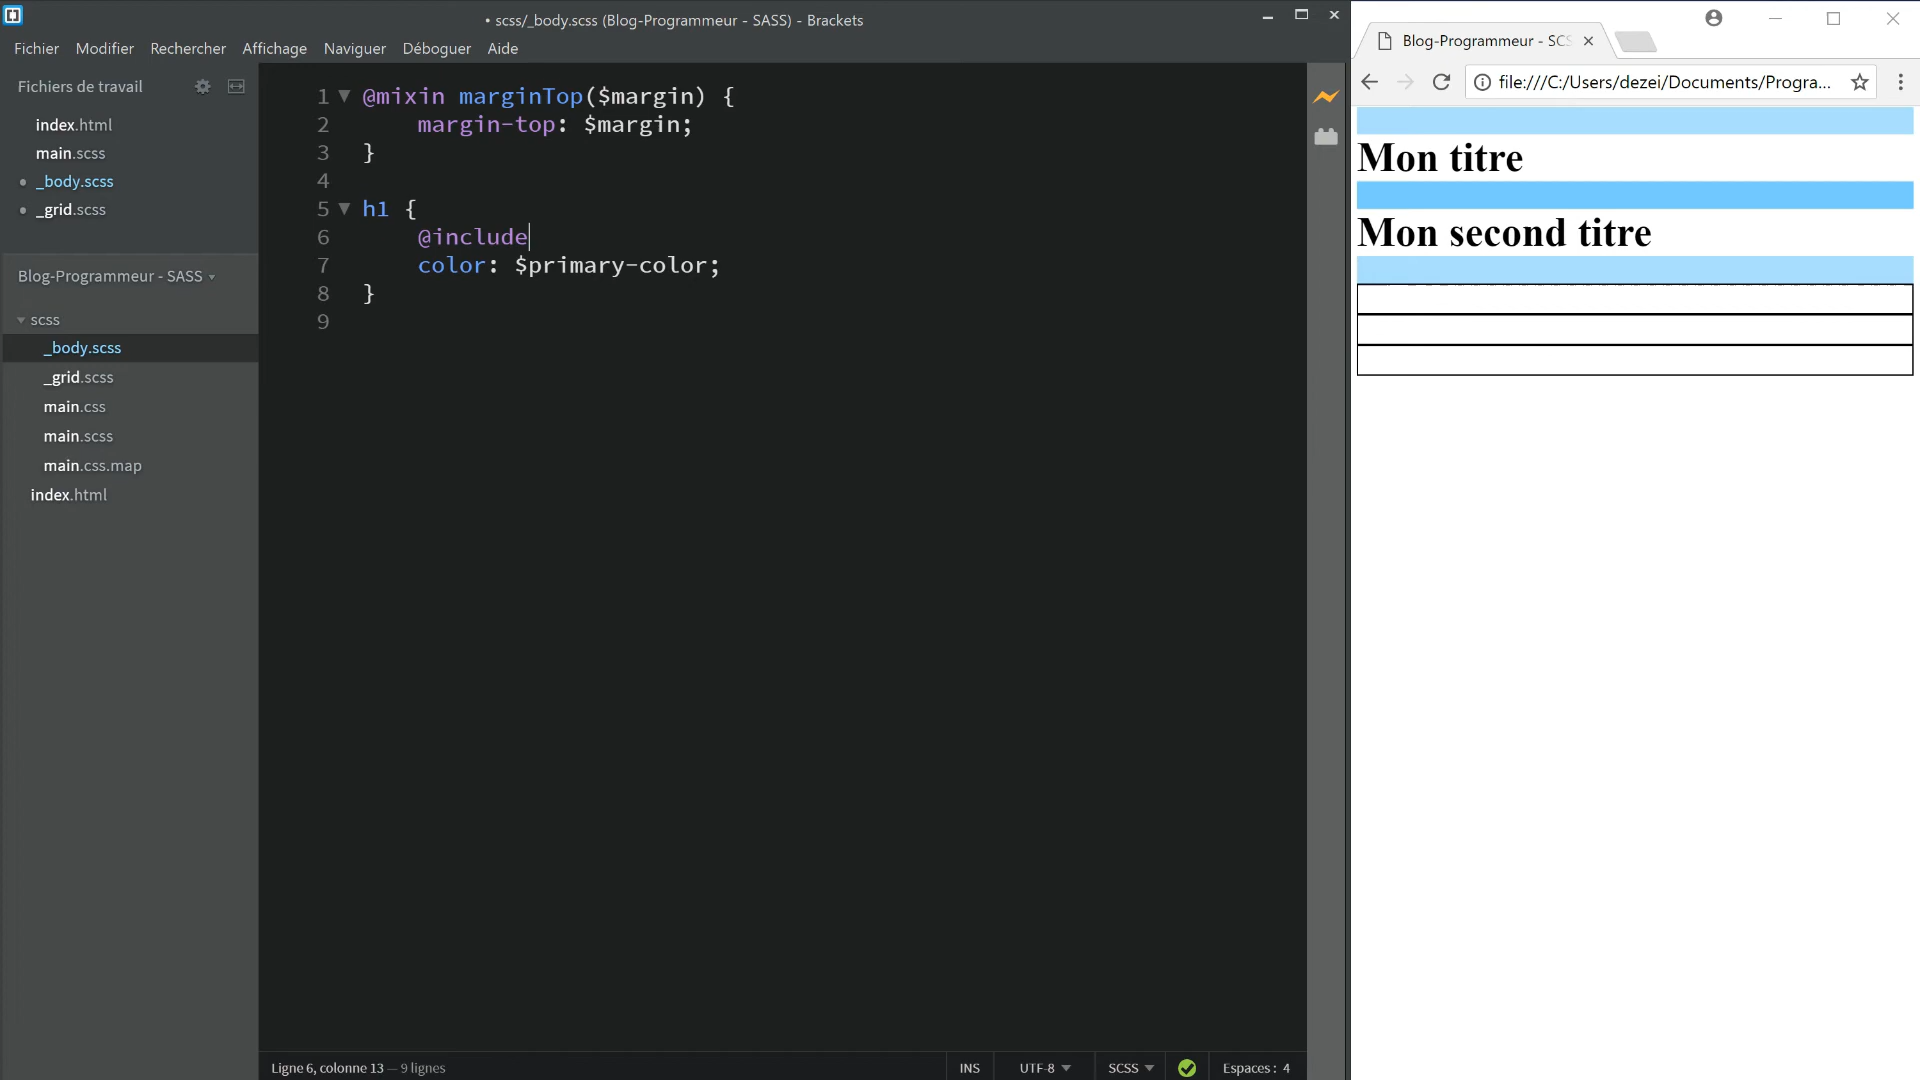 • scss/_body.scss (Blog-Programmeur - SASS) - Brackets
Fichier Modifier Rechercher Affichage Naviguer Déboguer Aide
Fichiers de travail
index.html
main.scss
• _body.scss
• _grid.scss
Blog-Programmeur - SASS
scss
_body.scss
_grid.scss
main.css
main.scss
main.css.map
index.html
1 @mixin marginTop($margin) {
2 margin-top: $margin;
3 }
4
5 h1 {
6 @include
7 color: $primary-color;
8 }
9
Ligne 6, colonne 13 — 9 lignes
INS UTF-8 SCSS Espaces : 4
Blog-Programmeur - SCS
file:///C:/Users/dezei/Documents/Progra...
Mon titre
Mon second titre